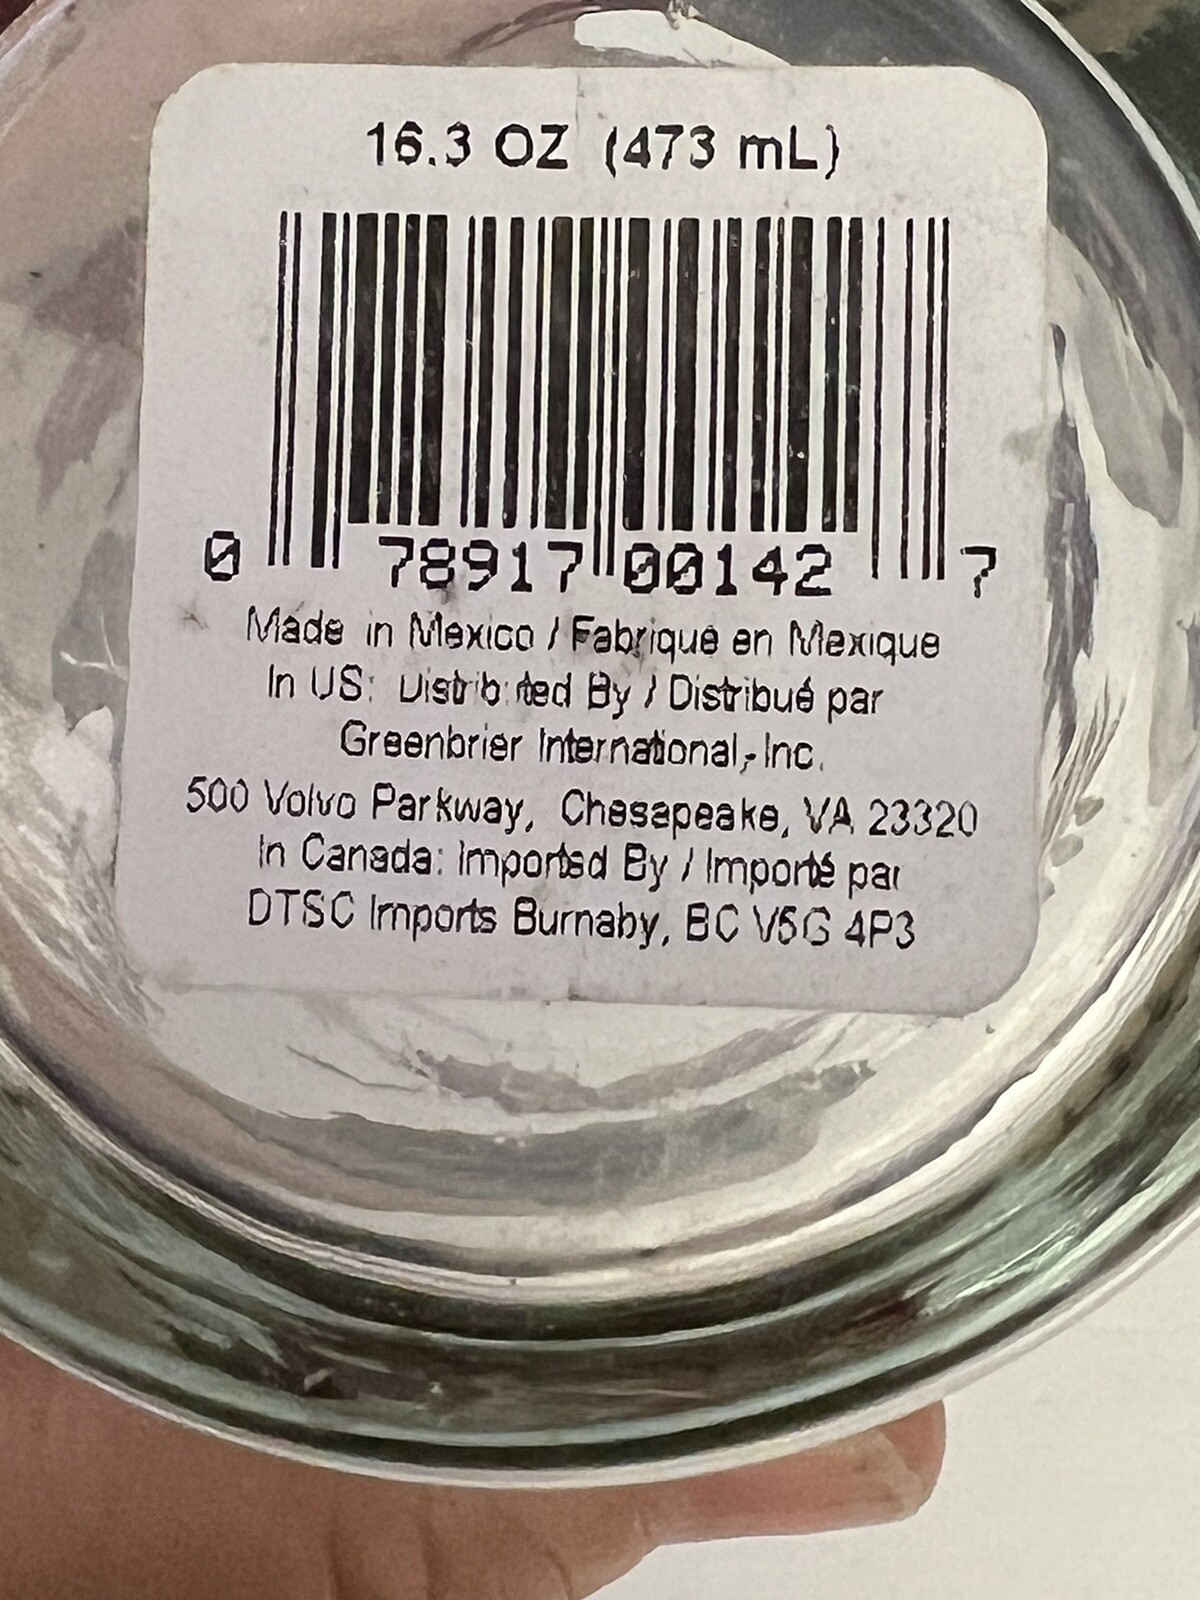 16.3 OZ (473 mL)
0 78917 00142 7
Made in Mexico / Fabriqué en Mexique
In US: Distributed By / Distribué par
Greenbrier International, Inc.
500 Volvo Parkway, Chesapeake, VA 23320
In Canada: Imported By / Importé par
DTSC Imports Burnaby, BC V5G 4P3